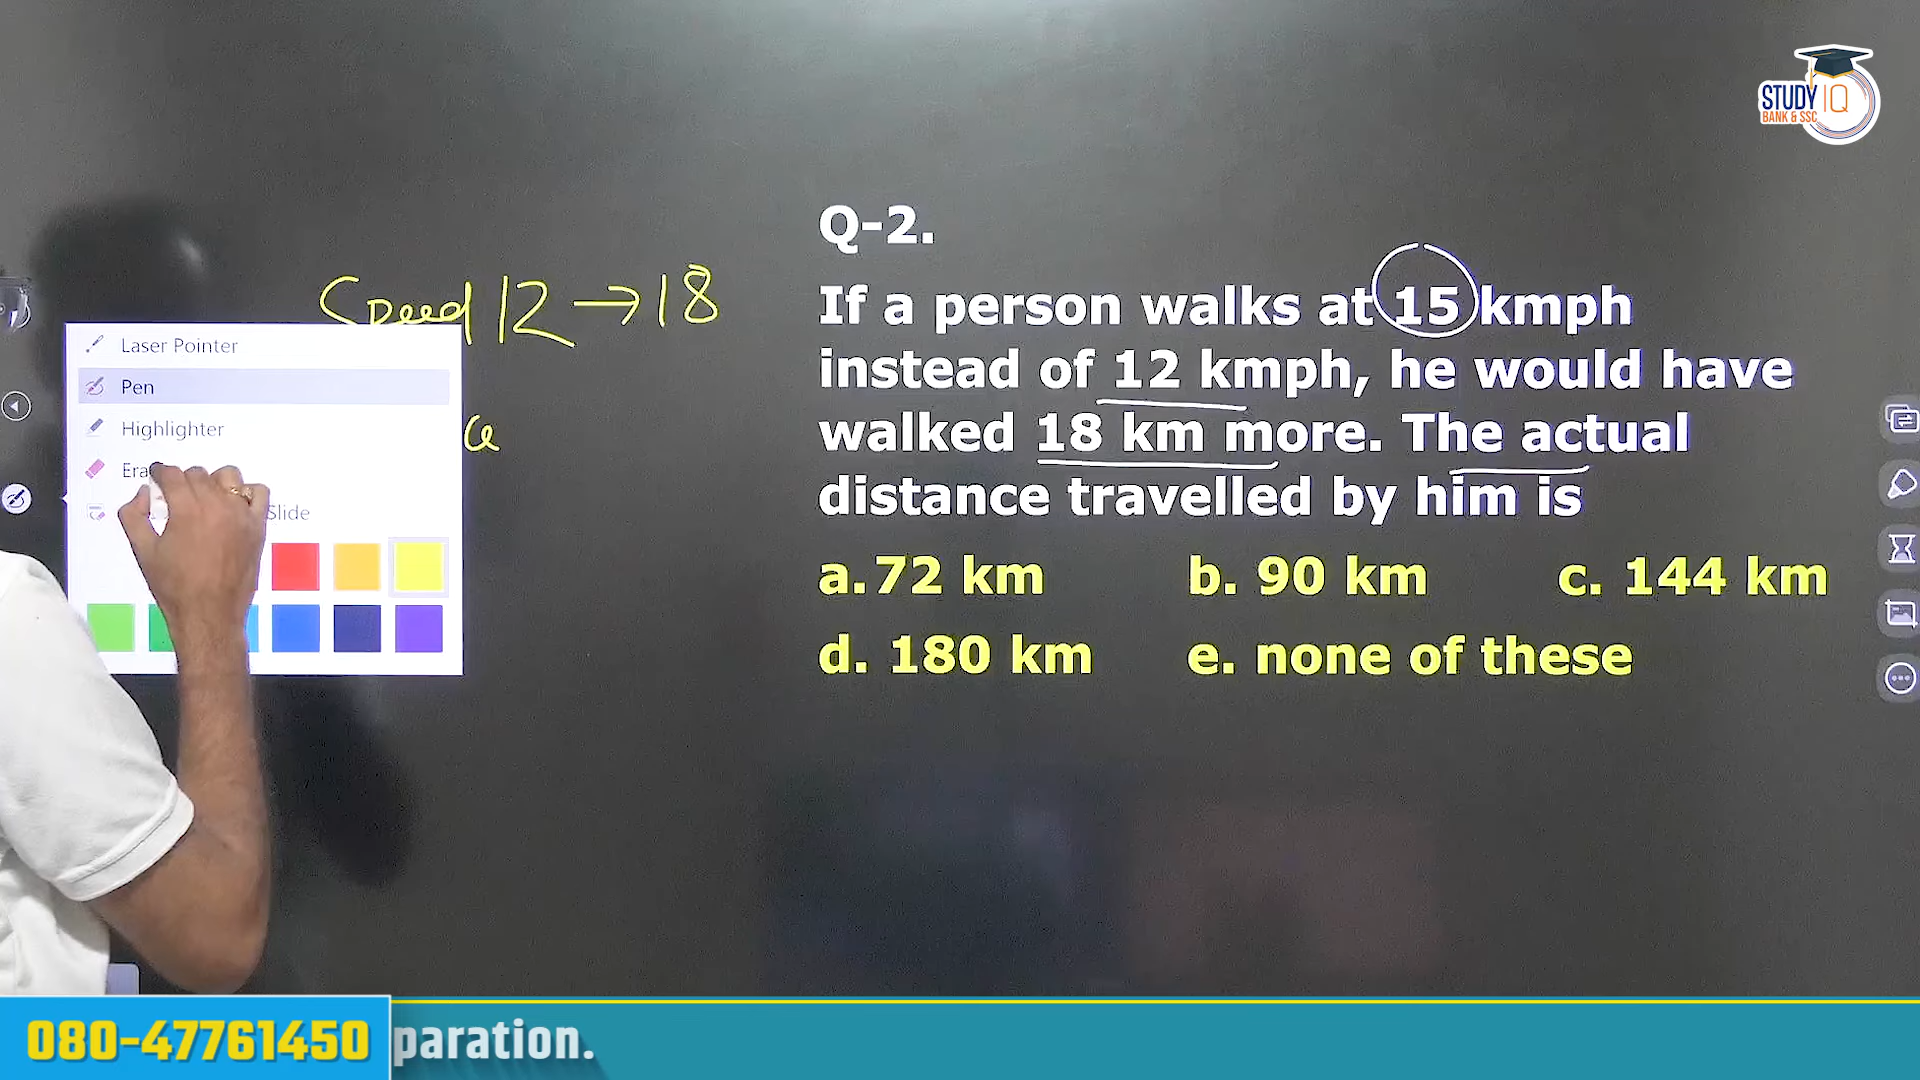 STUDY IQ
BANK & SSC
Q-2.
Speed 12 → 18
If a person walks at 15 kmph
instead of 12 kmph, he would have
walked 18 km more. The actual
distance travelled by him is
a. 72 km b. 90 km c. 144 km
d. 180 km e. none of these
Laser Pointer
Pen
Highlighter
Era
Slide
080-47761450
paration.